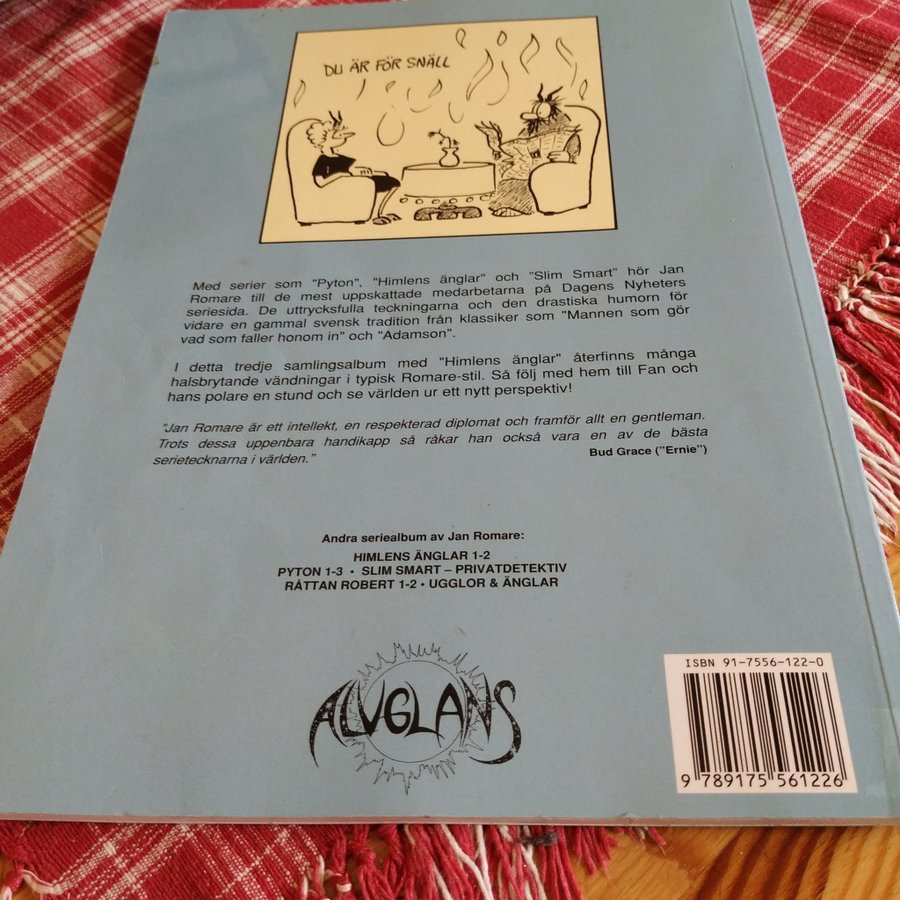 DU ÄR FÖR SNÄLL
Med serier som "Pyton", "Himlens änglar" och "Slim Smart" hör Jan
Romare till de mest uppskattade medarbetarna på Dagens Nyheters
seriesida. De uttrycksfulla teckningarna och den drastiska humorn för
vidare en gammal svensk tradition från klassiker som "Mannen som gör
vad som faller honom in" och "Adamson".
I detta tredje samlingsalbum med "Himlens änglar" återfinns många
halsbrytande vändningar i typisk Romare-stil. Så följ med hem till Fan och
hans polare en stund och se världen ur ett nytt perspektiv!
"Jan Romare är ett intellekt, en respekterad diplomat och framför allt en gentleman.
Trots dessa uppenbara handikapp så råkar han också vara en av de bästa
serietecknarna i världen."
Bud Grace ("Ernie")
Andra seriealbum av Jan Romare:
HIMLENS ÄNGLAR 1-2
PYTON 1-3 • SLIM SMART – PRIVATDETEKTIV
RÅTTAN ROBERT 1-2 • UGGLOR & ÄNGLAR
ALVGLANS
ISBN 91-7556-122-0
9 789175 561226